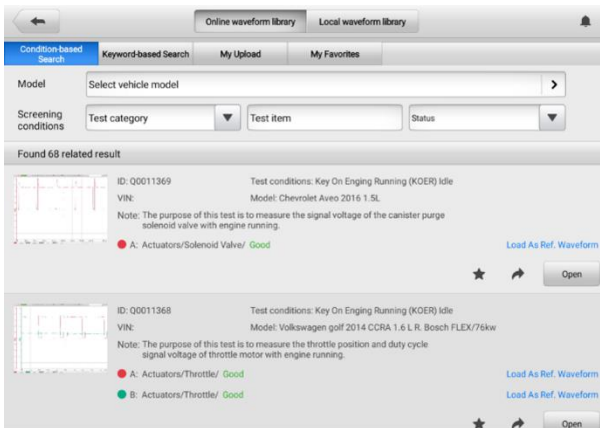 Online waveform library Local waveform library
Condition-based Search Keyword-based Search My Upload My Favorites
Model Select vehicle model
Screening conditions Test category Test item Status
Found 68 related result
ID: Q0011369 Test conditions: Key On Enging Running (KOER) Idle
VIN: Model: Chevrolet Aveo 2016 1.5L
Note: The purpose of this test is to measure the signal voltage of the canister purge
solenoid valve with engine running.
A: Actuators/Solenoid Valve/ Good Load As Ref. Waveform
Open
ID: Q0011368 Test conditions: Key On Enging Running (KOER) Idle
VIN: Model: Volkswagen golf 2014 CCRA 1.6 L R. Bosch FLEX/76kw
Note: The purpose of this test is to measure the throttle position and duty cycle
signal voltage of throttle motor with engine running.
A: Actuators/Throttle/ Good Load As Ref. Waveform
B: Actuators/Throttle/ Good Load As Ref. Waveform
Open